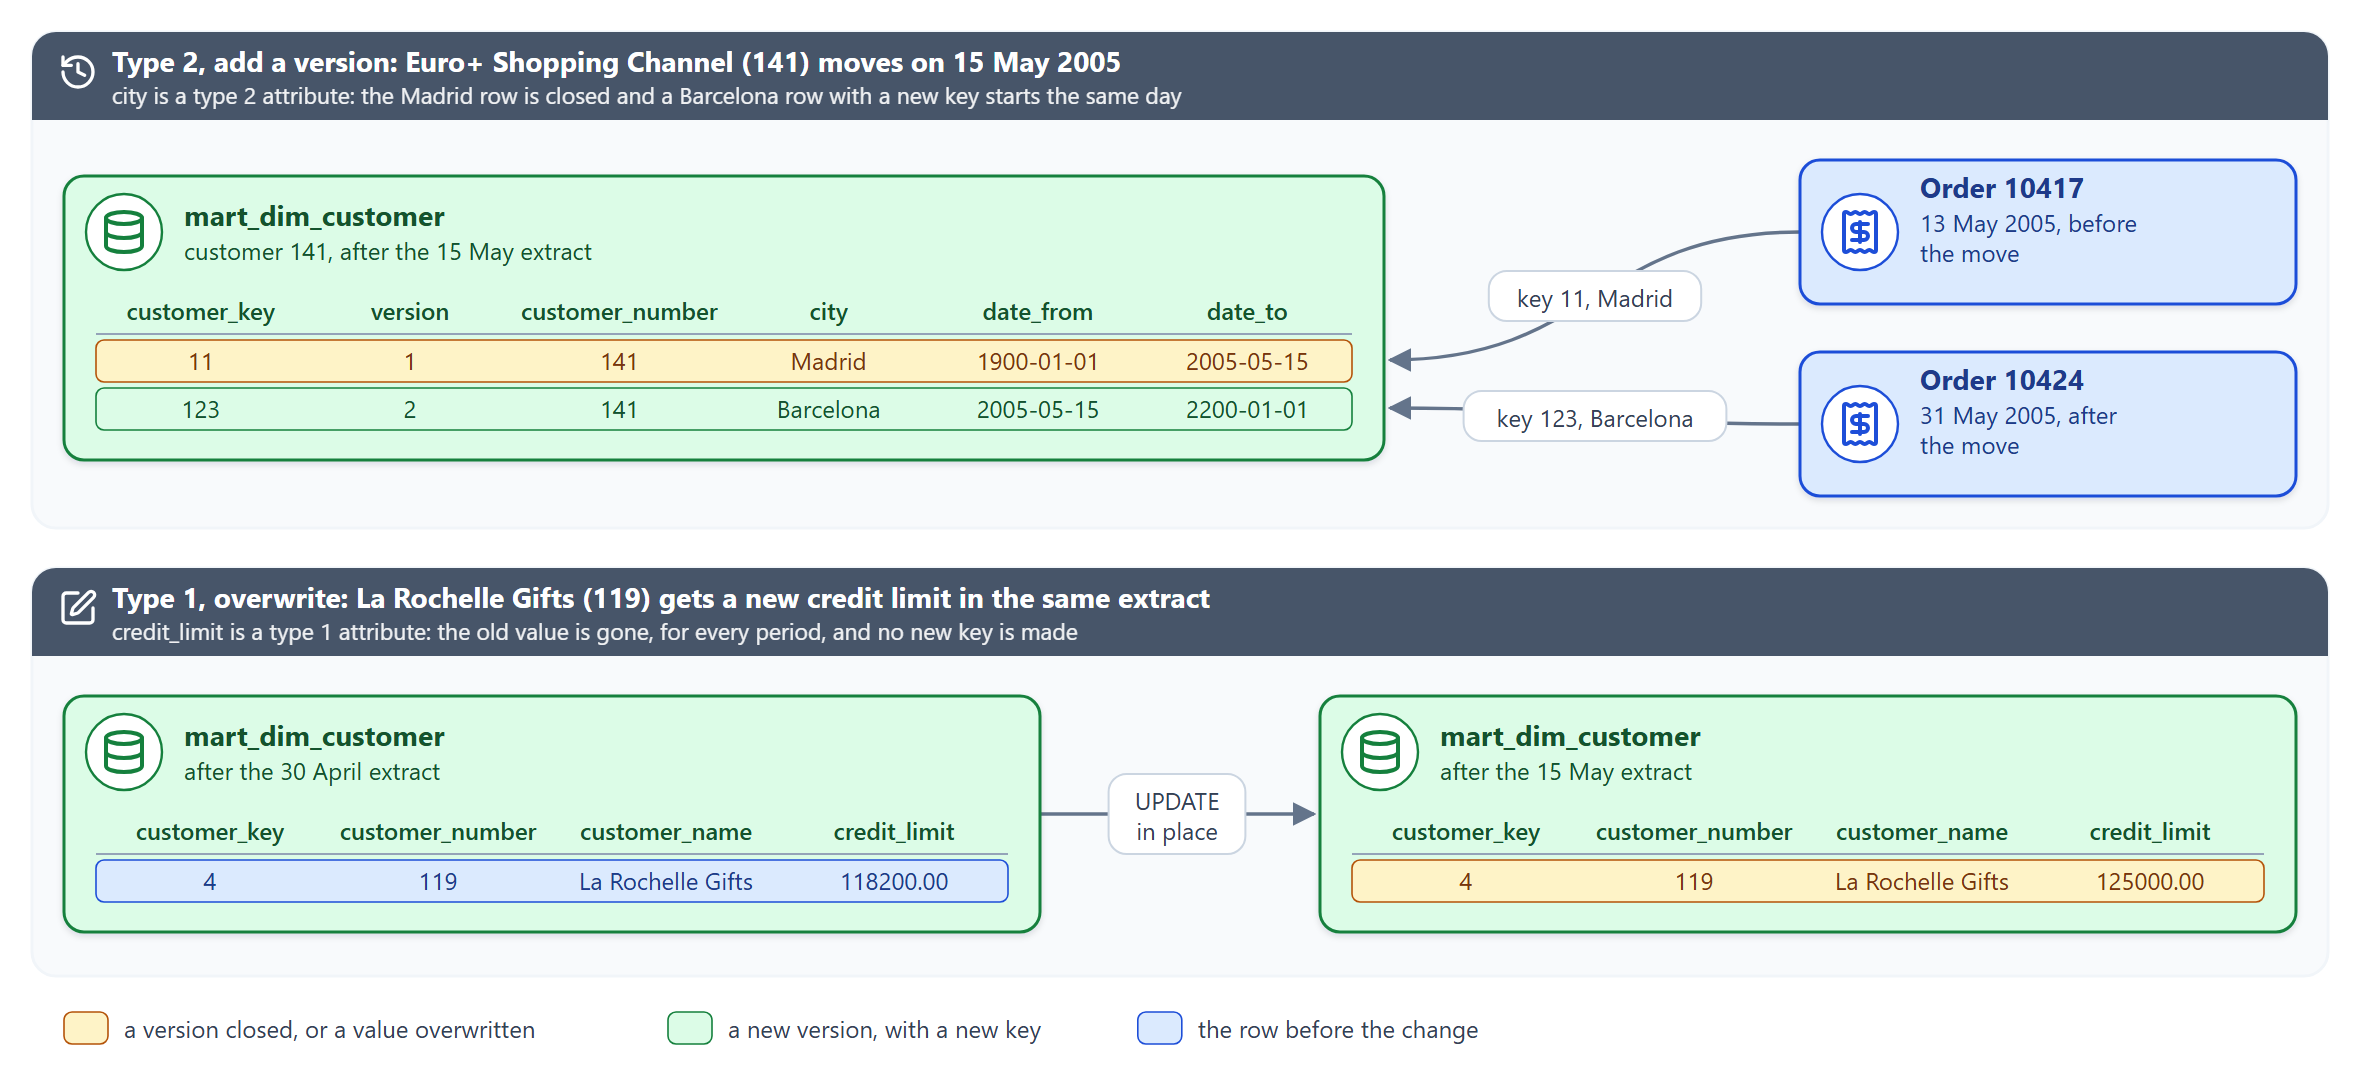 Type 2, add a version: Euro+ Shopping Channel (141) moves on 15 May 2005
city is a type 2 attribute: the Madrid row is closed and a Barcelona row with a new key starts the same day
mart_dim_customer
customer 141, after the 15 May extract
customer_key version customer_number city date_from date_to
11 1 141 Madrid 1900-01-01 2005-05-15
123 2 141 Barcelona 2005-05-15 2200-01-01
key 11, Madrid
key 123, Barcelona
Order 10417
13 May 2005, before
the move
Order 10424
31 May 2005, after
the move
Type 1, overwrite: La Rochelle Gifts (119) gets a new credit limit in the same extract
credit_limit is a type 1 attribute: the old value is gone, for every period, and no new key is made
mart_dim_customer
after the 30 April extract
customer_key customer_number customer_name credit_limit
4 119 La Rochelle Gifts 118200.00
UPDATE
in place
mart_dim_customer
after the 15 May extract
customer_key customer_number customer_name credit_limit
4 119 La Rochelle Gifts 125000.00
a version closed, or a value overwritten
a new version, with a new key
the row before the change